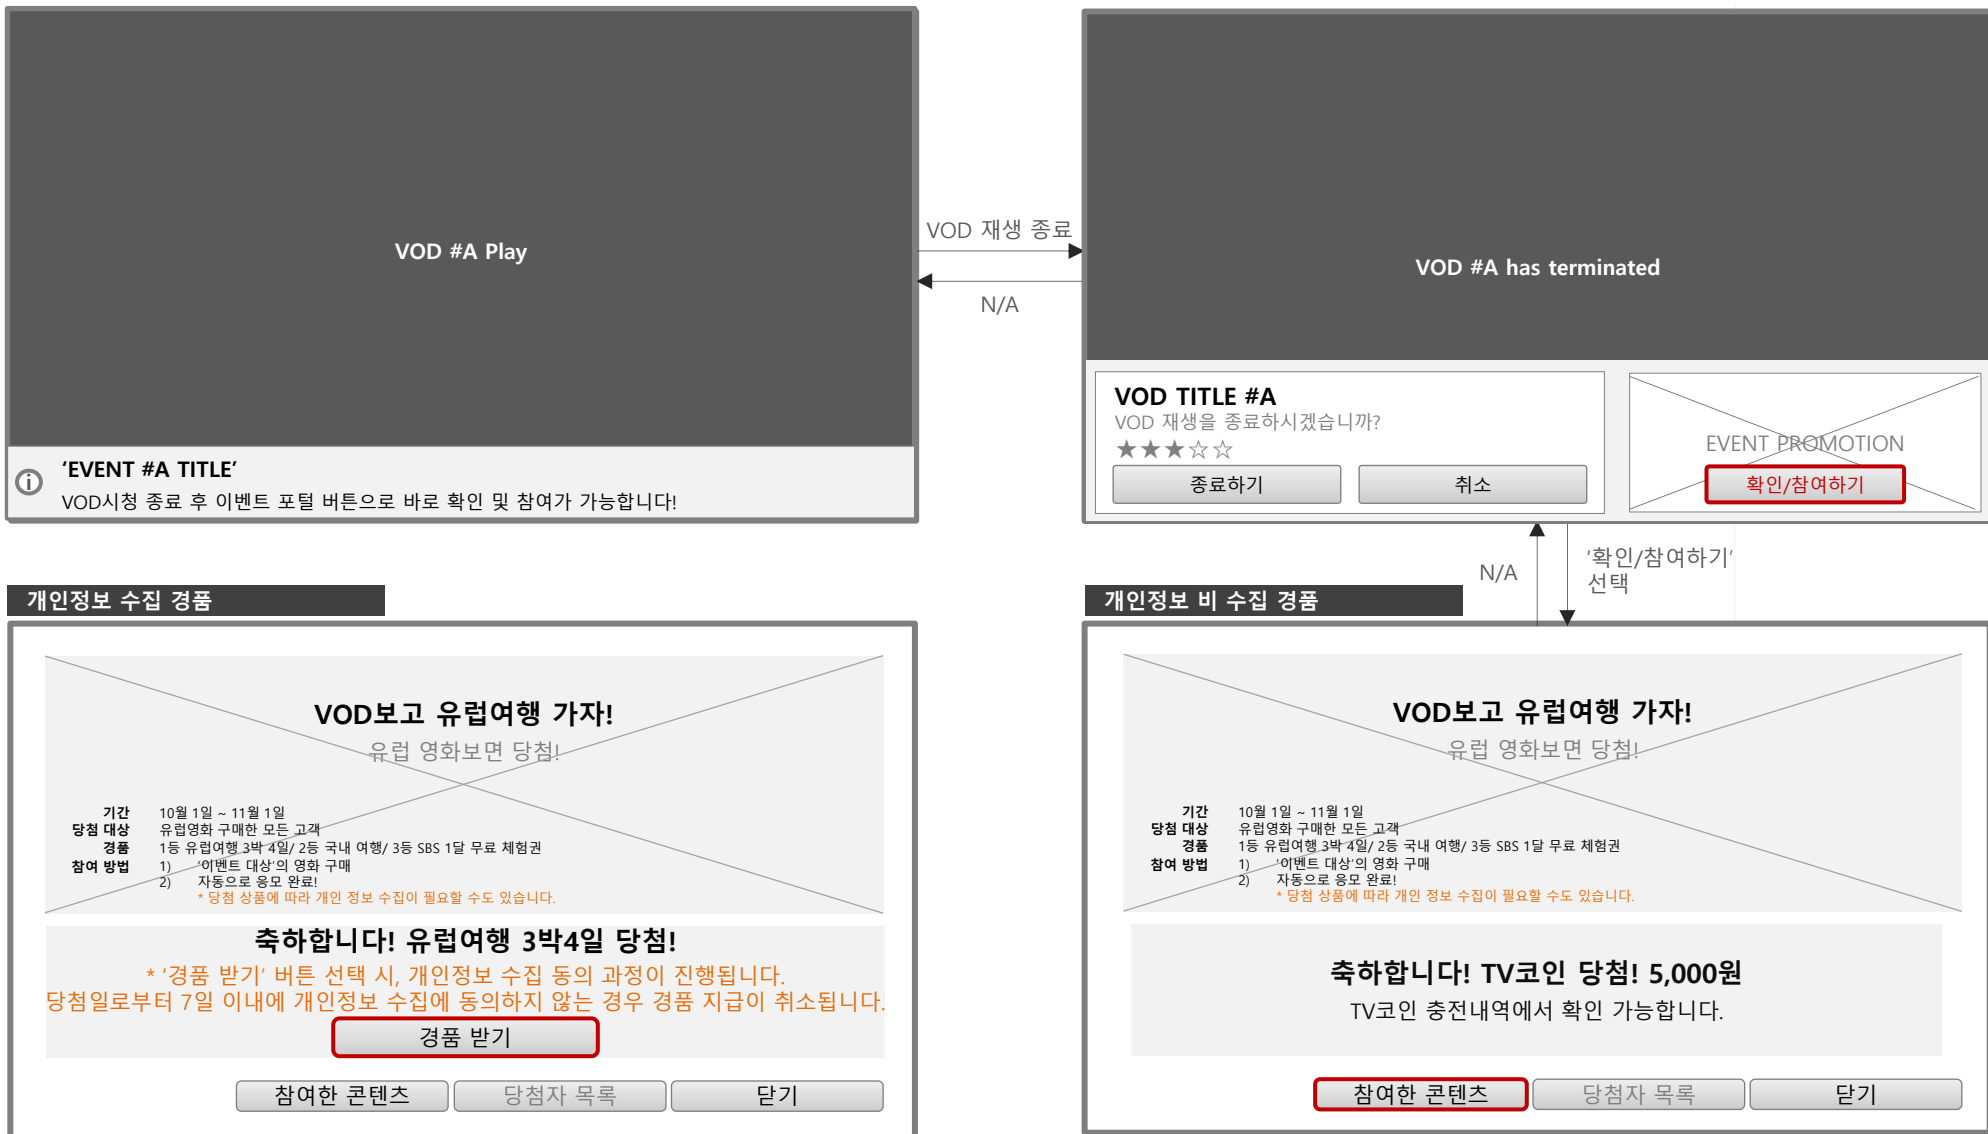 VOD #A Play
‘EVENT #A TITLE’
VOD시청 종료 후 이벤트 포털 버튼으로 바로 확인 및 참여가 가능합니다!
VOD 재생 종료
N/A
VOD #A has terminated
VOD TITLE #A
VOD 재생을 종료하시겠습니까?
★★★☆☆
종료하기
취소
EVENT PROMOTION
확인/참여하기
N/A
‘확인/참여하기’
선택
개인정보 수집 경품
VOD보고 유럽여행 가자!
유럽 영화보면 당첨!
기간 10월 1일 ~ 11월 1일
당첨 대상 유럽영화 구매한 모든 고객
경품 1등 유럽여행 3박 4일/ 2등 국내 여행/ 3등 SBS 1달 무료 체험권
참여 방법 1) ‘이벤트 대상’의 영화 구매
2) 자동으로 응모 완료!
* 당첨 상품에 따라 개인 정보 수집이 필요할 수도 있습니다.
축하합니다! 유럽여행 3박4일 당첨!
* ‘경품 받기’ 버튼 선택 시, 개인정보 수집 동의 과정이 진행됩니다.
당첨일로부터 7일 이내에 개인정보 수집에 동의하지 않는 경우 경품 지급이 취소됩니다.
경품 받기
참여한 콘텐츠
당첨자 목록
닫기
개인정보 비 수집 경품
VOD보고 유럽여행 가자!
유럽 영화보면 당첨!
기간 10월 1일 ~ 11월 1일
당첨 대상 유럽영화 구매한 모든 고객
경품 1등 유럽여행 3박 4일/ 2등 국내 여행/ 3등 SBS 1달 무료 체험권
참여 방법 1) ‘이벤트 대상’의 영화 구매
2) 자동으로 응모 완료!
* 당첨 상품에 따라 개인 정보 수집이 필요할 수도 있습니다.
축하합니다! TV코인 당첨! 5,000원
TV코인 충전내역에서 확인 가능합니다.
참여한 콘텐츠
당첨자 목록
닫기